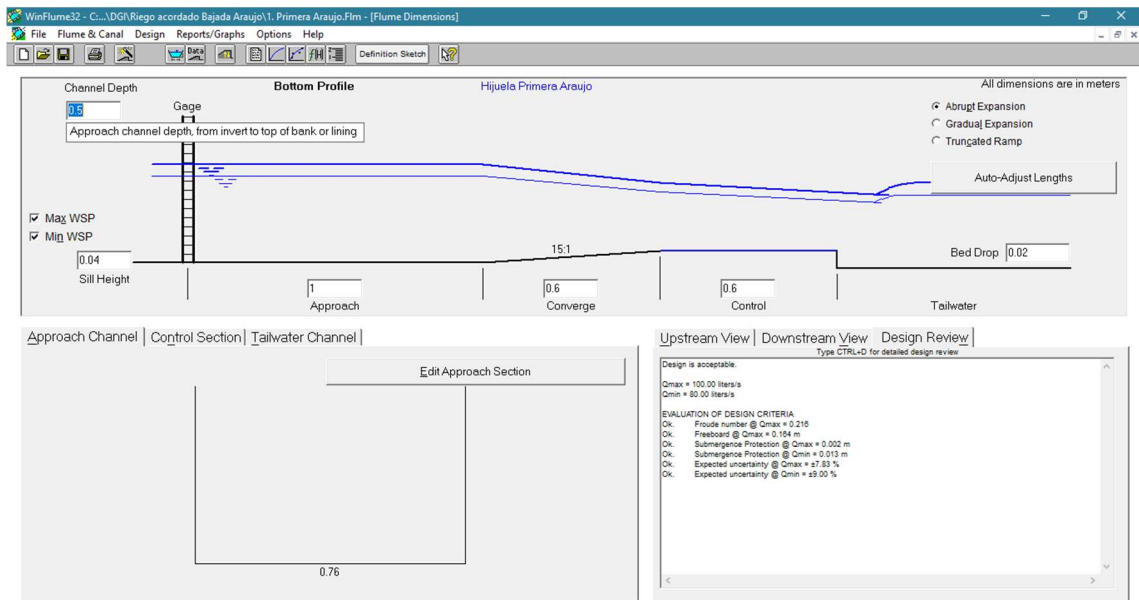 WinFlume32 - C:...\DGI\Riego acordado Bajada Araujo\1. Primera Araujo.Flm - [Flume Dimensions]
File Flume & Canal Design Reports/Graphs Options Help
Data
Definition Sketch
Channel Depth Bottom Profile Hijuela Primera Araujo All dimensions are in meters
0.5 Gage Abrupt Expansion
Approach channel depth, from invert to top of bank or lining Gradual Expansion
Truncated Ramp
Auto-Adjust Lengths
Max WSP
Min WSP
0.04 15:1 Bed Drop 0.02
Sill Height
1 0.6 0.6
Approach Converge Control Tailwater
Approach Channel Control Section Tailwater Channel
Edit Approach Section
0.76
Upstream View Downstream View Design Review
Type CTRL+D for detailed design review
Design is acceptable.
Qmax = 100.00 liters/s
Qmin = 80.00 liters/s
EVALUATION OF DESIGN CRITERIA
Ok. Froude number @ Qmax = 0.216
Ok. Freeboard @ Qmax = 0.164 m
Ok. Submergence Protection @ Qmax = 0.002 m
Ok. Submergence Protection @ Qmin = 0.013 m
Ok. Expected uncertainty @ Qmax = ±7.83 %
Ok. Expected uncertainty @ Qmin = ±9.00 %